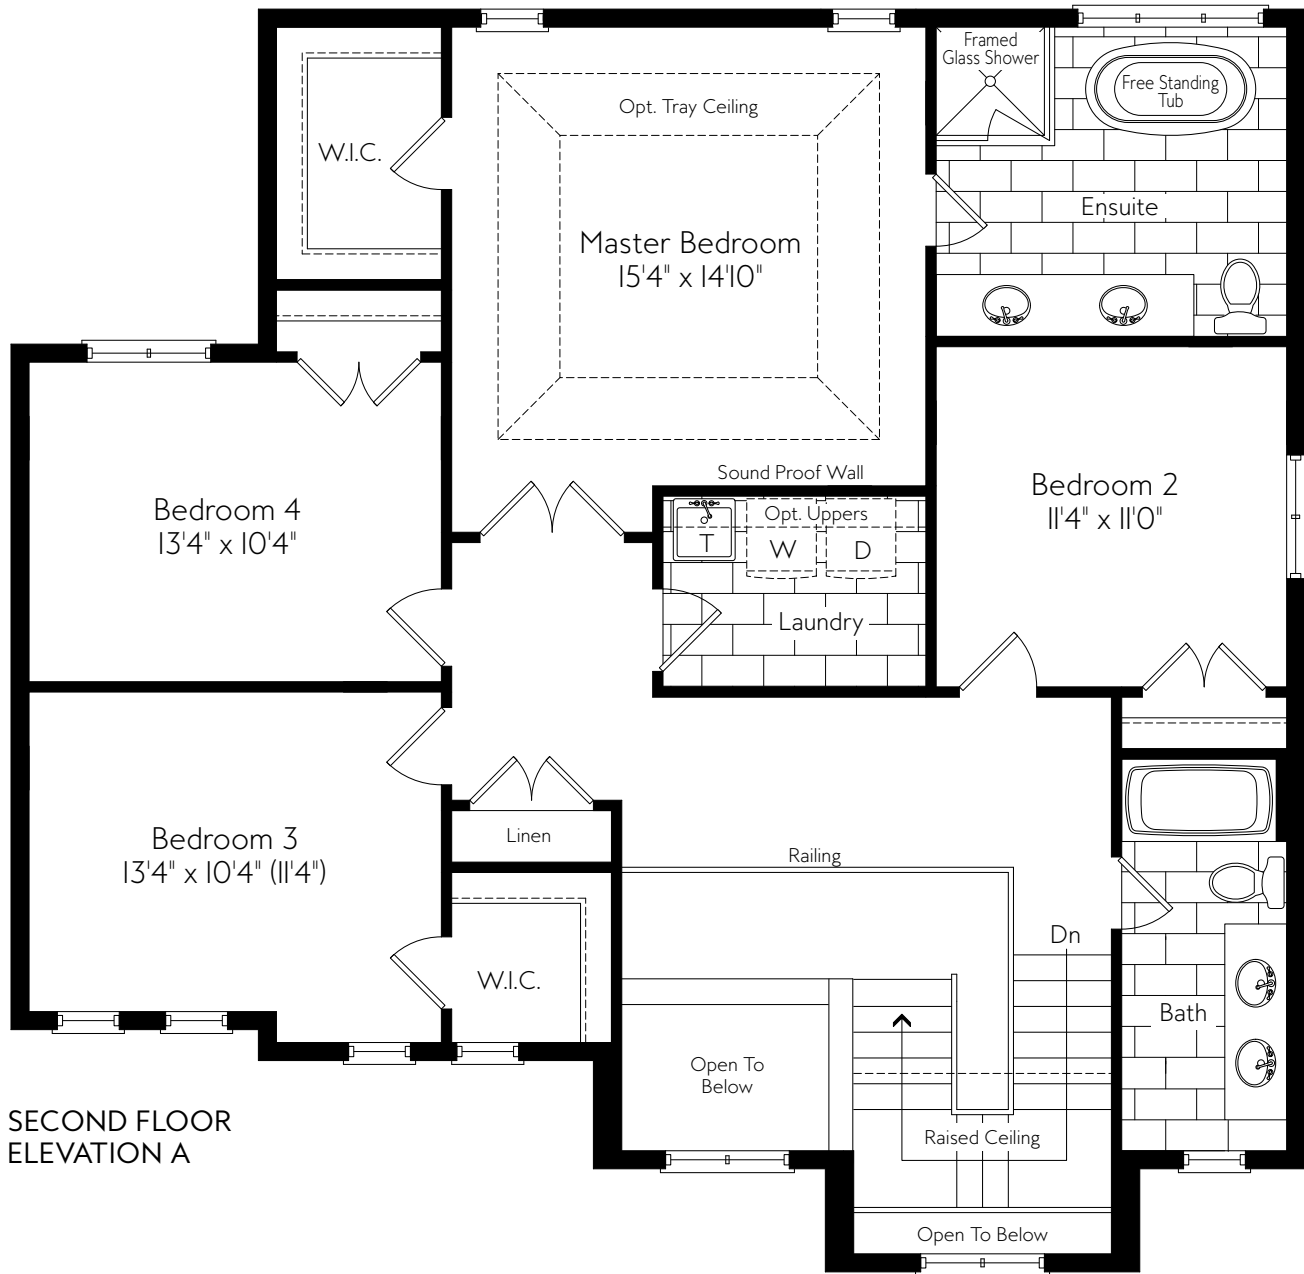 Framed
Glass Shower
Free Standing
Tub
Opt. Tray Ceiling
W.I.C.
Ensuite
Master Bedroom
15'4" x 14'10"
Sound Proof Wall
Bedroom 2
11'4" x 11'0"
Bedroom 4
13'4" x 10'4"
Opt. Uppers
T
W
D
Laundry
Bedroom 3
13'4" x 10'4" (11'4")
Linen
Railing
Dn
W.I.C.
Bath
Open To
Below
SECOND FLOOR
ELEVATION A
Raised Ceiling
Open To Below